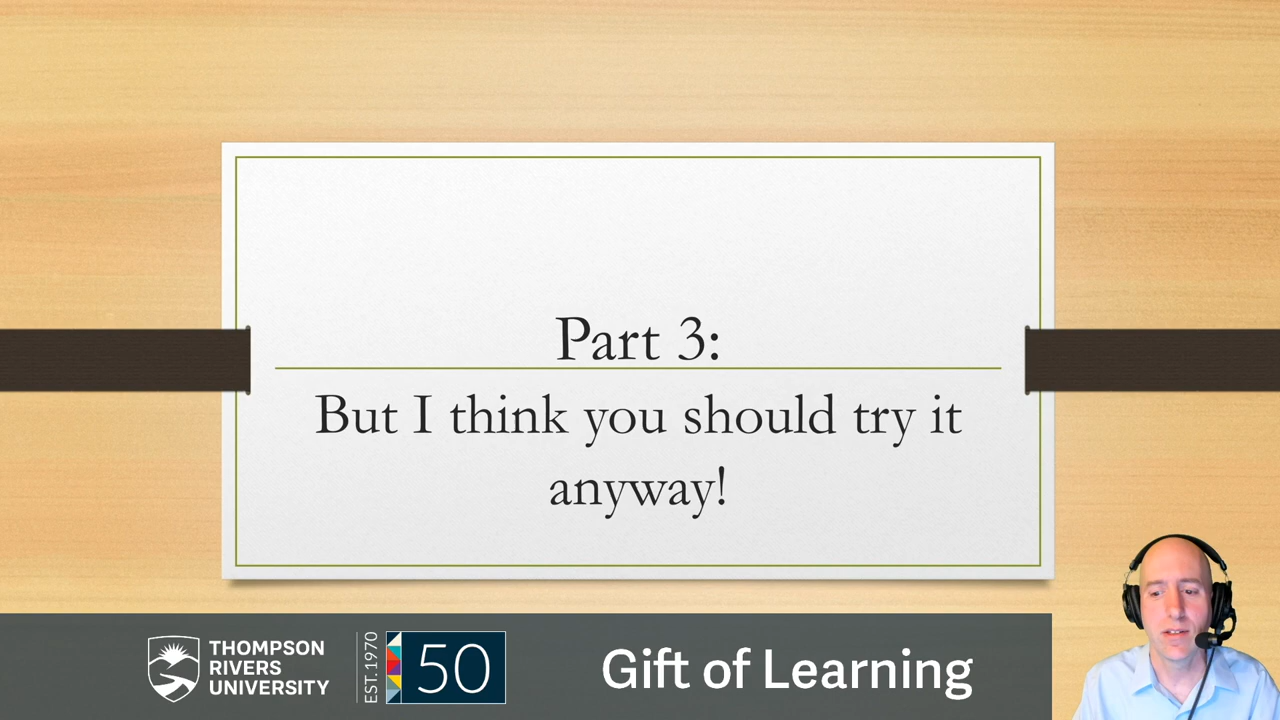 Part 3:
But I think you should try it
anyway!
THOMPSON
RIVERS
UNIVERSITY
EST.1970
50
Gift of Learning